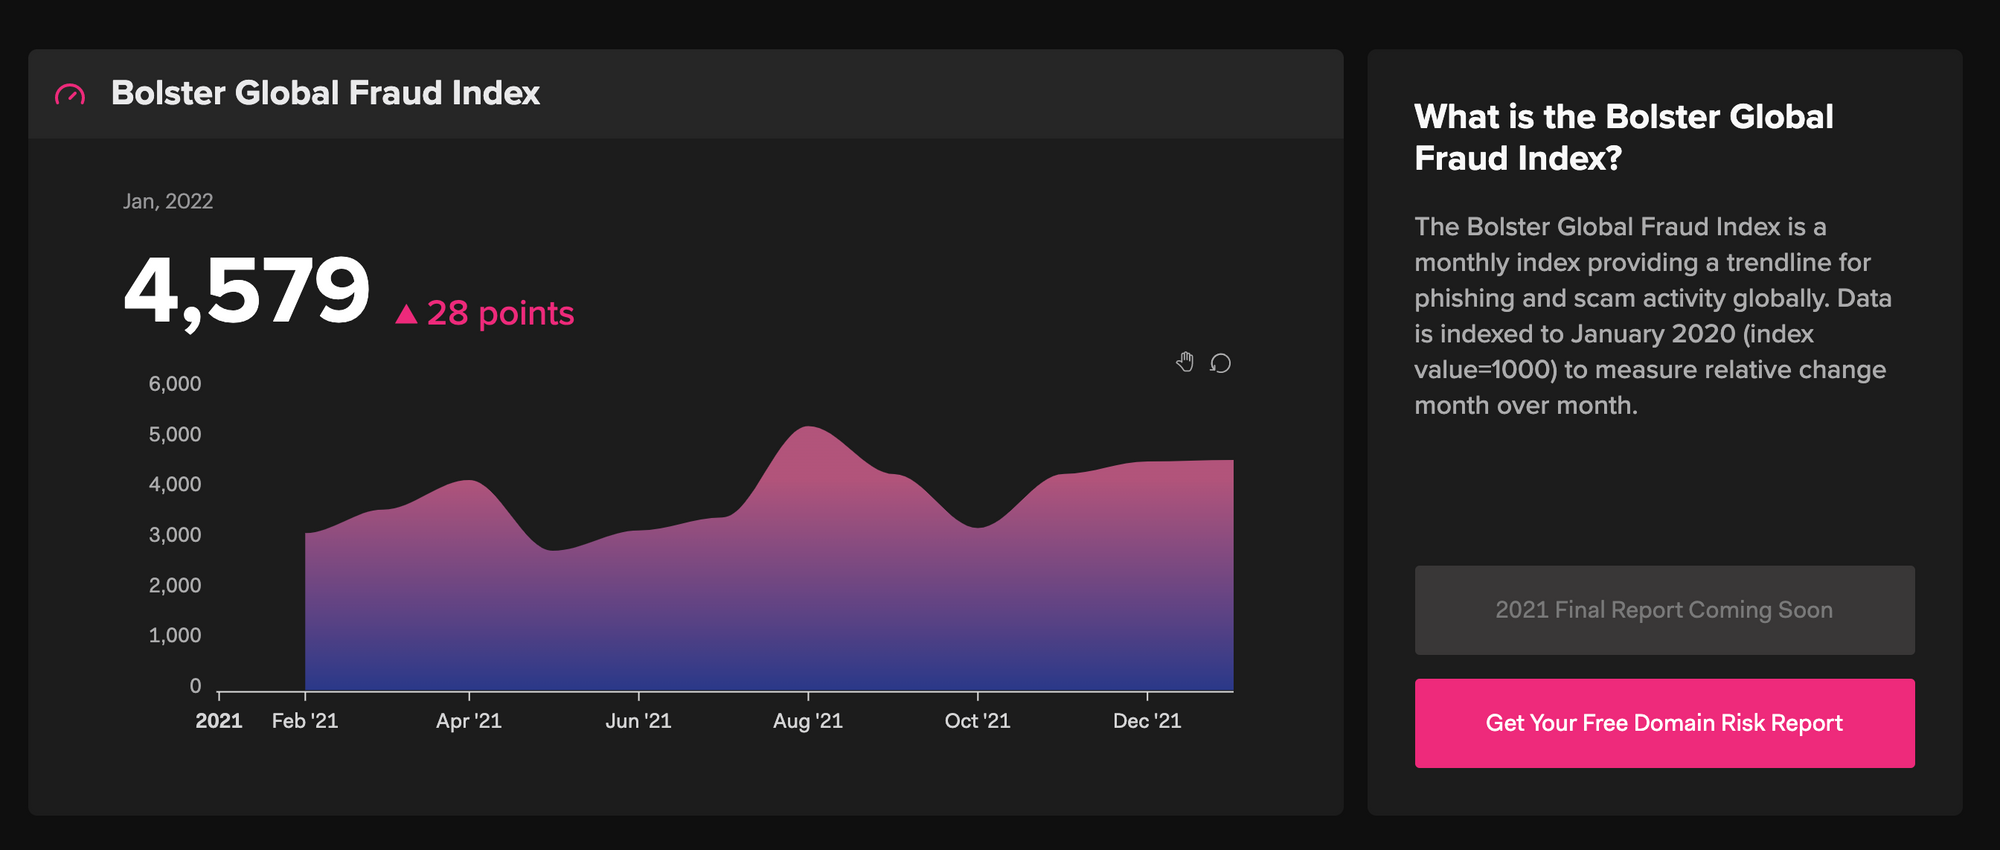 Bolster Global Fraud Index
Jan, 2022
4,579 ▲ 28 points
6,000
5,000
4,000
3,000
2,000
1,000
0
2021 Feb '21 Apr '21 Jun '21 Aug '21 Oct '21 Dec '21
What is the Bolster Global
Fraud Index?
The Bolster Global Fraud Index is a
monthly index providing a trendline for
phishing and scam activity globally. Data
is indexed to January 2020 (index
value=1000) to measure relative change
month over month.
2021 Final Report Coming Soon
Get Your Free Domain Risk Report